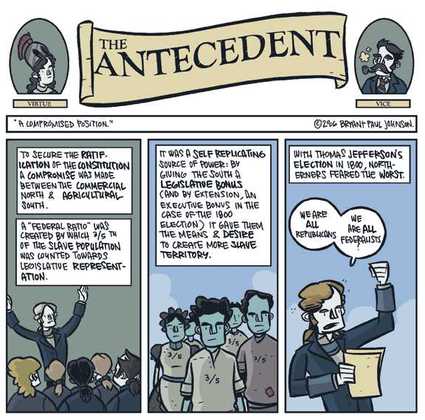 THE
ANTECEDENT
VIRTUE
VICE
"A COMPROMISED POSITION."
©2006 BRYANT PAUL JOHNSON
TO SECURE THE RATIF-
ICATION OF THE CONSTITUTION
A COMPROMISE WAS MADE
BETWEEN THE COMMERCIAL
NORTH & AGRICULTURAL
SOUTH.
A "FEDERAL RATIO" WAS
CREATED BY WHICH 3/5 TH
OF THE SLAVE POPULATION
WAS COUNTED TOWARDS
LEGISLATIVE REPRESENT-
ATION.
IT WAS A SELF REPLICATING
SOURCE OF POWER: BY
GIVING THE SOUTH A
LEGISLATIVE BONUS
(AND BY EXTENSION, AN
EXECUTIVE BONUS IN THE
CASE OF THE 1800
ELECTION) IT GAVE THEM
THE MEANS & DESIRE
TO CREATE MORE SLAVE
TERRITORY.
3/5
3/5
3/5
WITH THOMAS JEFFERSON'S
ELECTION IN 1800, NORTH-
ERNERS FEARED THE WORST.
WE ARE
ALL
REPUBLICANS
WE
ARE ALL
FEDERALISTS!